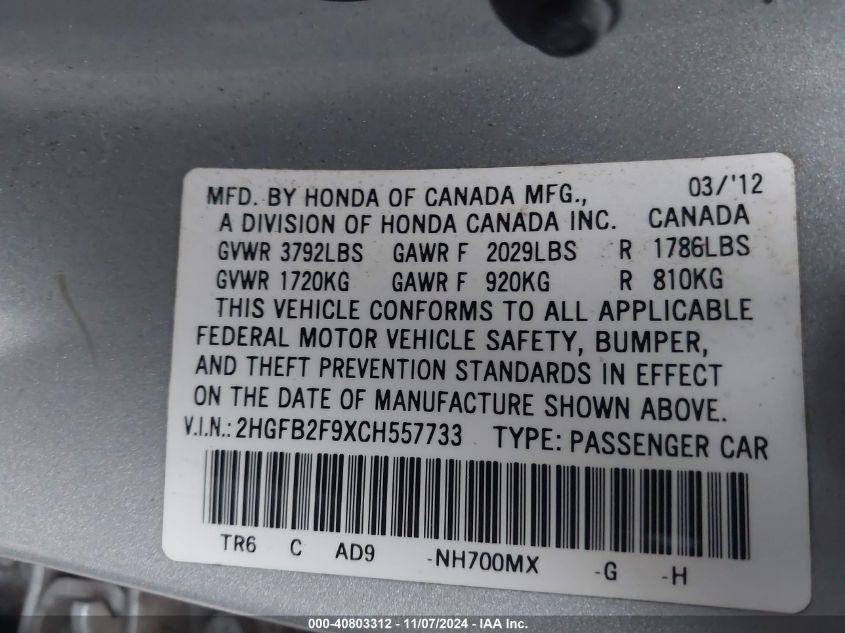 MFD. BY HONDA OF CANADA MFG., 03/'12
A DIVISION OF HONDA CANADA INC. CANADA
GVWR 3792LBS GAWR F 2029LBS R 1786LBS
GVWR 1720KG GAWR F 920KG R 810KG
THIS VEHICLE CONFORMS TO ALL APPLICABLE
FEDERAL MOTOR VEHICLE SAFETY, BUMPER,
AND THEFT PREVENTION STANDARDS IN EFFECT
ON THE DATE OF MANUFACTURE SHOWN ABOVE.
V.I.N.: 2HGFB2F9XCH557733 TYPE: PASSENGER CAR
TR6 C AD9 -NH700MX -G -H
000-40803312 - 11/07/2024 - IAA Inc.